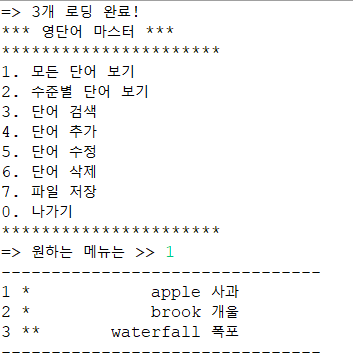 => 3개 로딩 완료!
*** 영단어 마스터 ***
**********************
1. 모든 단어 보기
2. 수준별 단어 보기
3. 단어 검색
4. 단어 추가
5. 단어 수정
6. 단어 삭제
7. 파일 저장
0. 나가기
**********************
=> 원하는 메뉴는 >> 1
--------------------------------
1 *            apple 사과
2 *            brook 개울
3 **       waterfall 폭포
--------------------------------